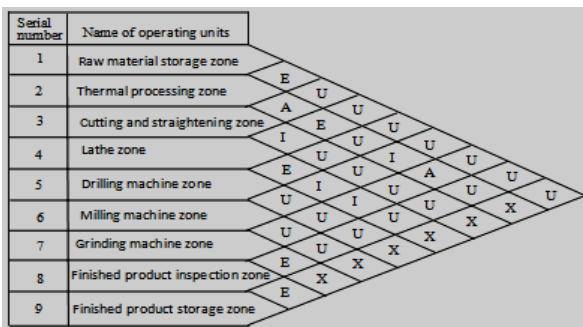 Serial number
Name of operating units
1 Raw material storage zone
E
2 Thermal processing zone U
A U
3 Cutting and straightening zone E U
I U U
4 Lathe zone U I U
E U A U
5 Drilling machine zone I U U U
U I U X
6 Milling machine zone U U X
U U X
7 Grinding machine zone U X
E X
8 Finished product inspection zone X
E
9 Finished product storage zone